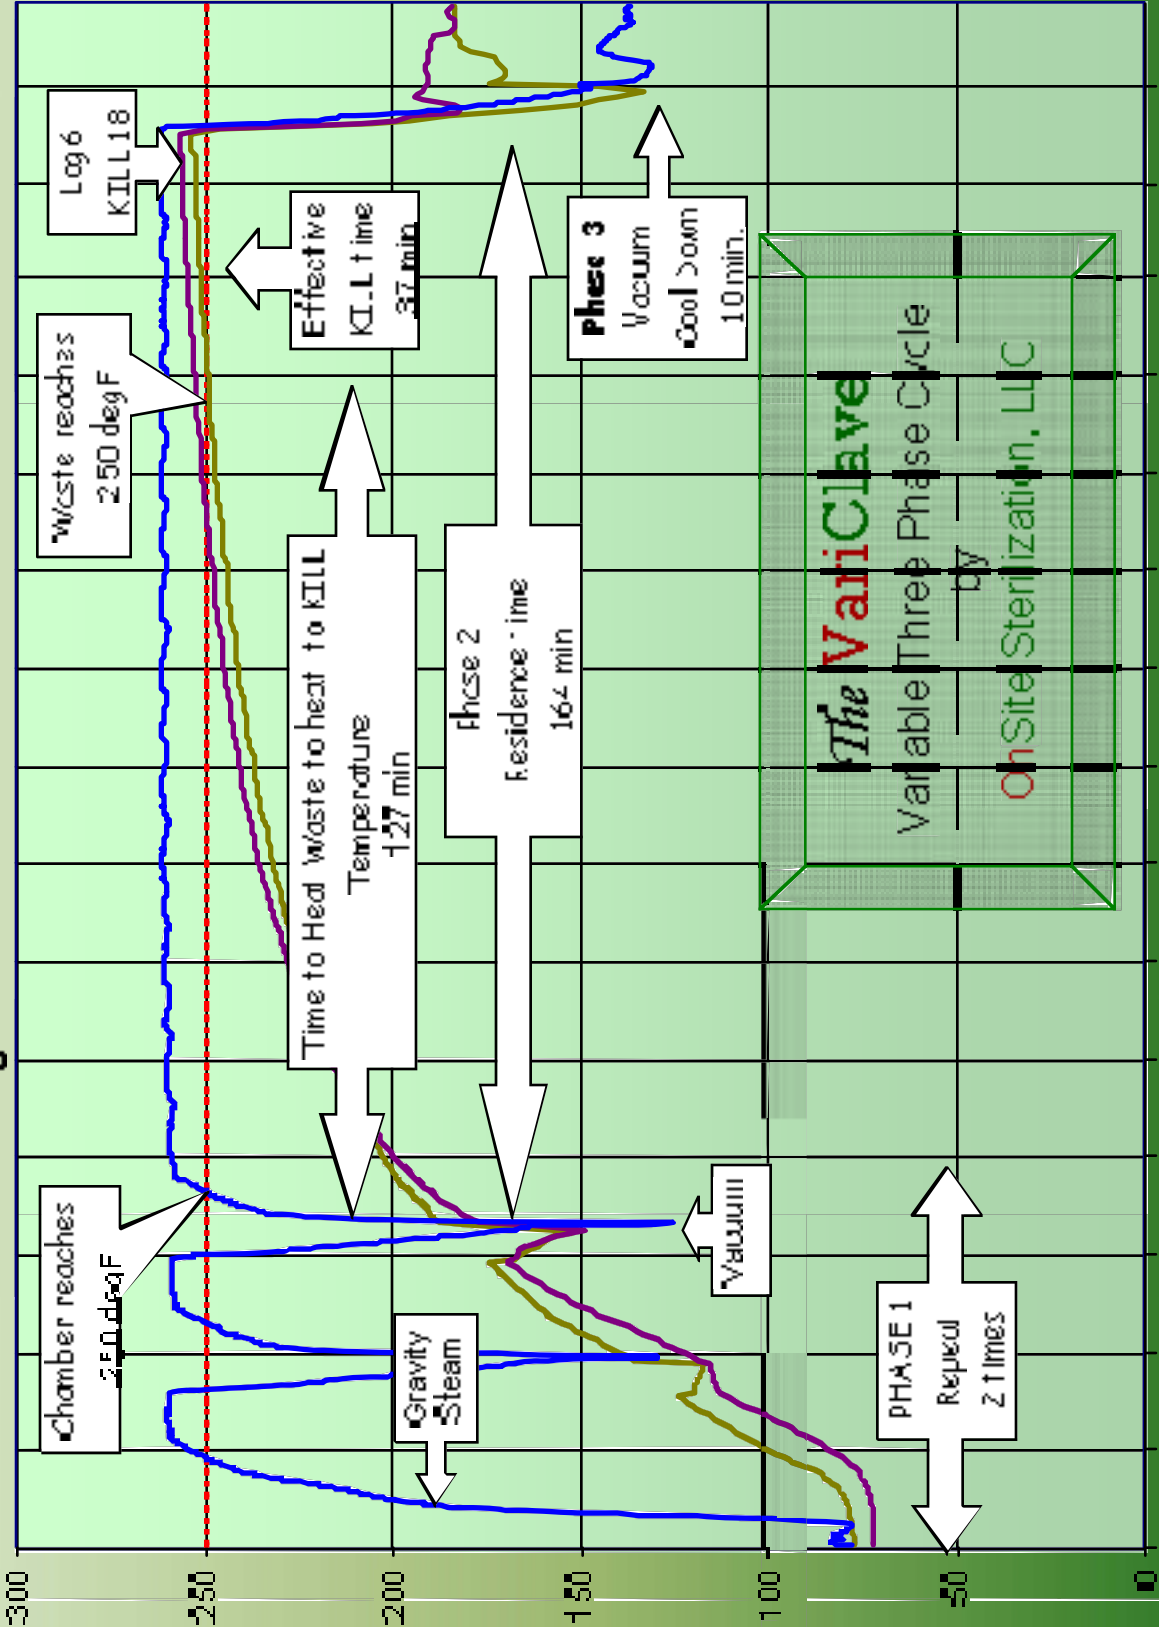 Chamber reaches
250 degF
Waste reaches
250 degF
Log 6
KILL 18
Effective
KILL time
37 min
Time to Heat Waste to heat to KILL
Temperature
127 min
Phase 2
Residence Time
164 min
Phase 3
Vacuum
Cool Down
10 min.
Gravity
Steam
Vacuum
PHASE 1
Repeat
2 times
The VariClave
Variable Three Phase Cycle
by
OnSite Sterilization, LLC
300
250
200
150
100
50
0